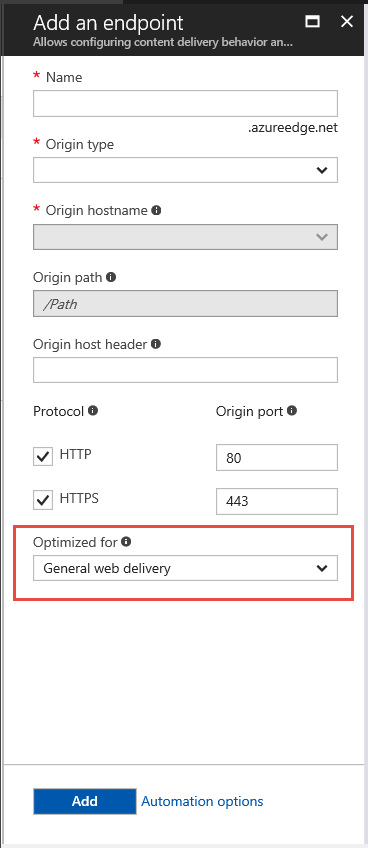 Add an endpoint
Allows configuring content delivery behavior an...
* Name
.azureedge.net
* Origin type
* Origin hostname
Origin path
/Path
Origin host header
Protocol Origin port
HTTP 80
HTTPS 443
Optimized for
General web delivery
Add Automation options